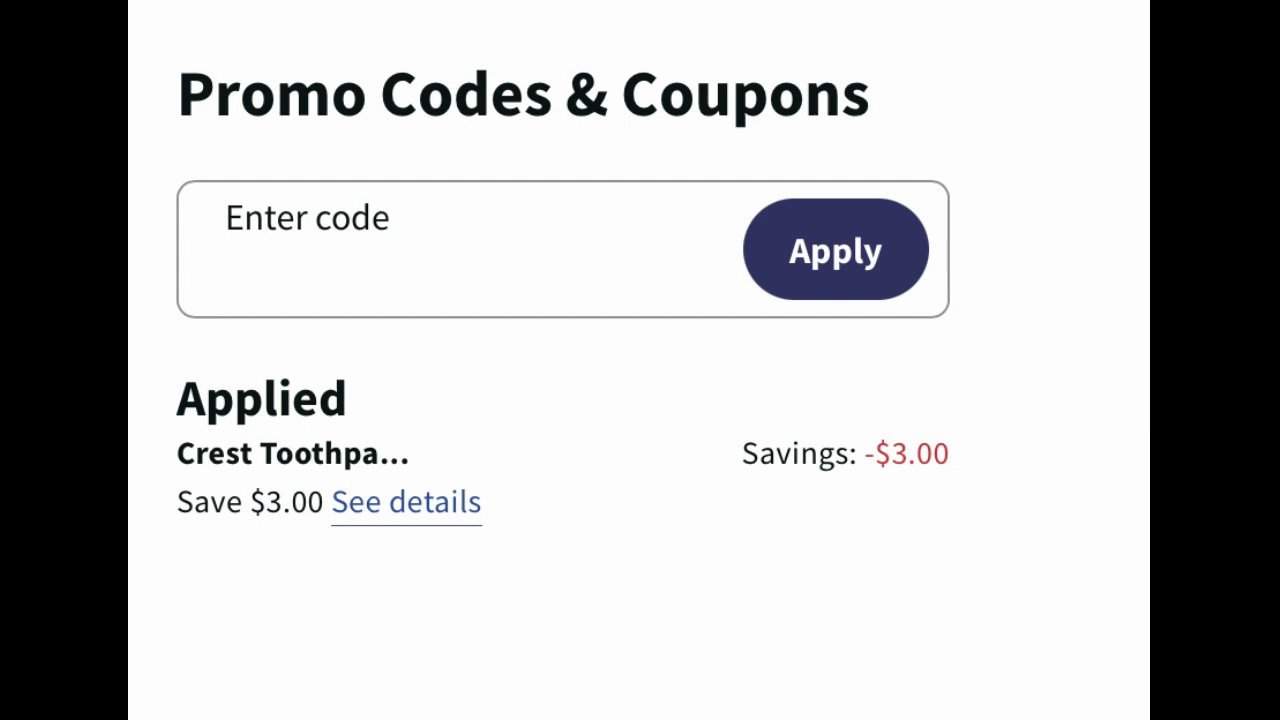 Promo Codes & Coupons
Enter code
Apply
Applied
Crest Toothpa... Savings: -$3.00
Save $3.00 See details